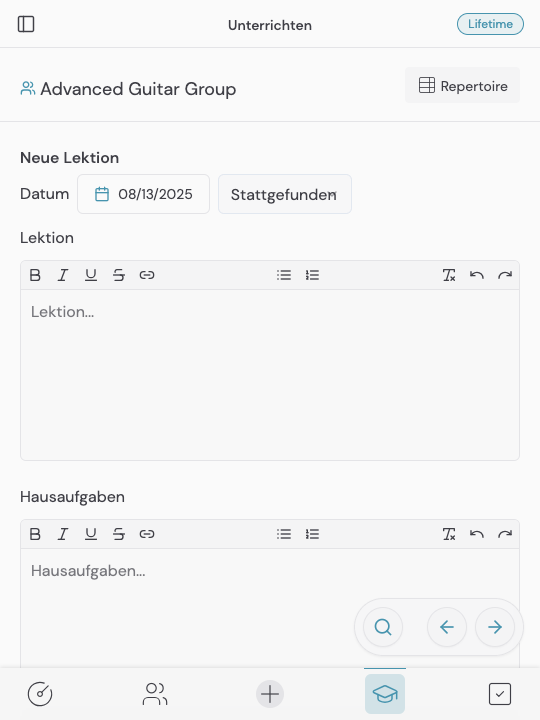 Unterrichten
Lifetime
Advanced Guitar Group
Repertoire
Neue Lektion
Datum
08/13/2025
Stattgefunden
Lektion
Lektion...
Hausaufgaben
Hausaufgaben...